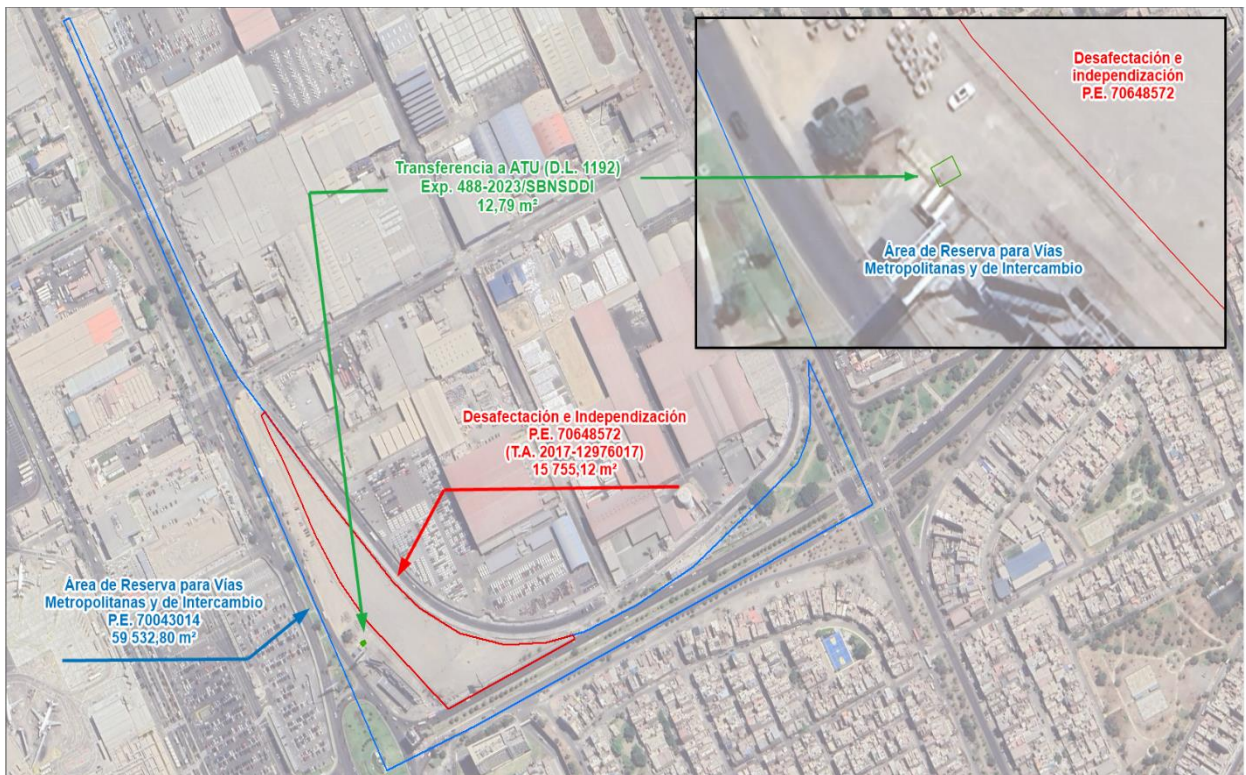 Desafectación e
independización
P.E. 70648572
Transferencia a ATU (D.L. 1192)
Exp. 488-2023/SBNSDDI
12,79 m²
Área de Reserva para Vías
Metropolitanas y de Intercambio
Desafectación e Independización
P.E. 70648572
(T.A. 2017-12976017)
15 755,12 m²
Área de Reserva para Vías
Metropolitanas y de Intercambio
P.E. 70043014
59 532,80 m²